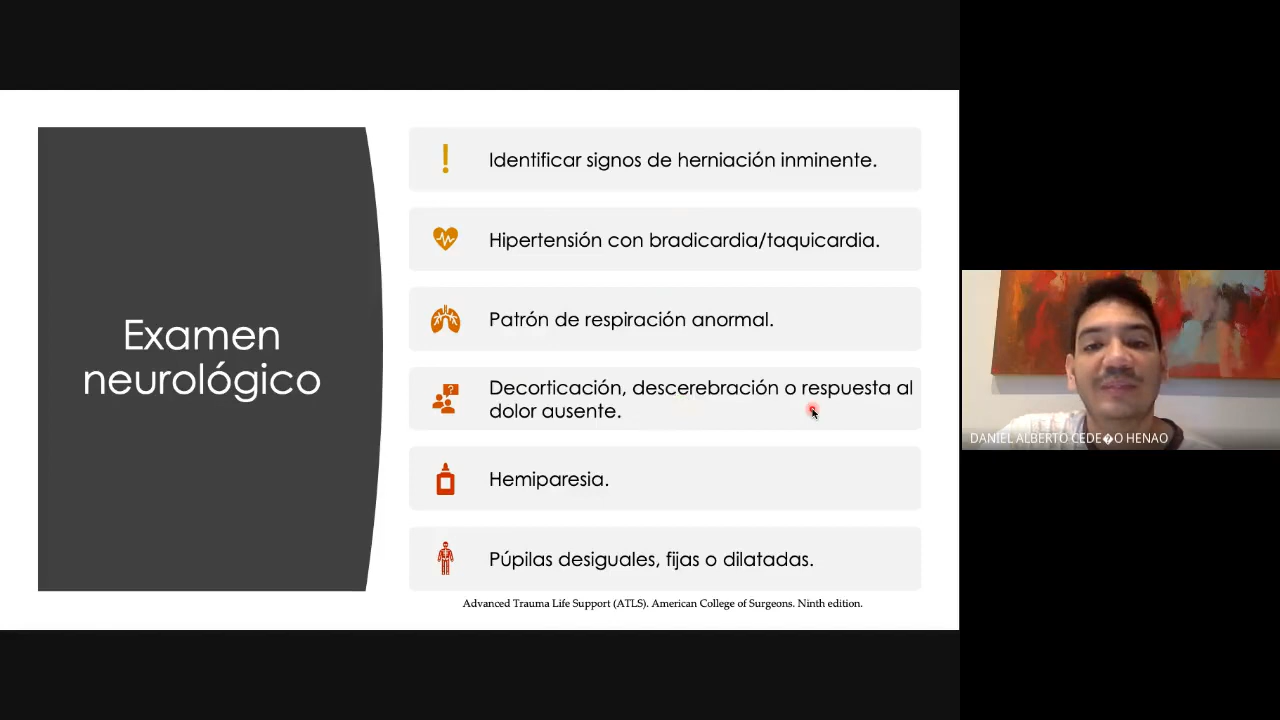 Examen
neurológico
Identificar signos de herniación inminente.
Hipertensión con bradicardia/taquicardia.
Patrón de respiración anormal.
Decorticación, descerebración o respuesta al
dolor ausente.
Hemiparesia.
Púpilas desiguales, fijas o dilatadas.
Advanced Trauma Life Support (ATLS). American College of Surgeons. Ninth edition.
DANIEL ALBERTO CEDE�O HENAO